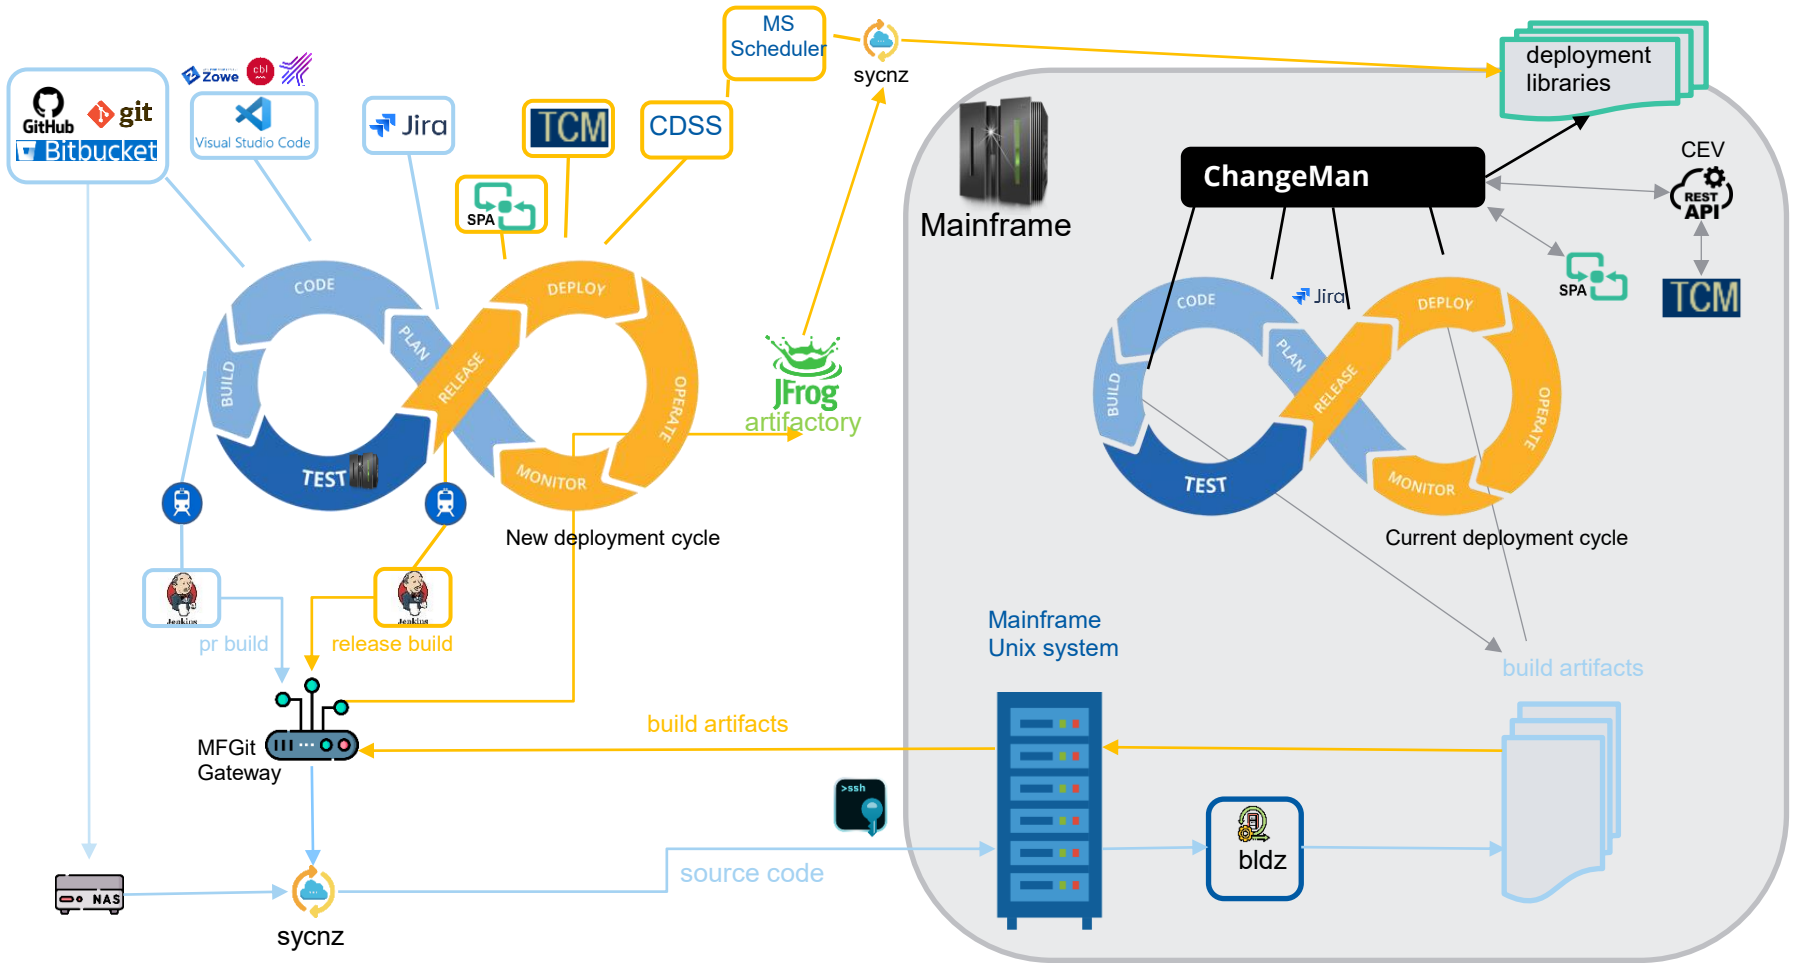 MS
Scheduler
sycnz
deployment
libraries
Zowe
cbl
GitHub
git
Bitbucket
Visual Studio Code
Jira
TCM
CDSS
SPA
Mainframe
ChangeMan
CEV
REST
API
SPA
TCM
CODE
PLAN
BUILD
TEST
RELEASE
DEPLOY
OPERATE
MONITOR
New deployment cycle
JFrog
artifactory
CODE
Jira
PLAN
BUILD
TEST
RELEASE
DEPLOY
OPERATE
MONITOR
Current deployment cycle
Jenkins
pr build
Jenkins
release build
Mainframe
Unix system
build artifacts
build artifacts
MFGit
Gateway
>ssh
bldz
source code
NAS
sycnz